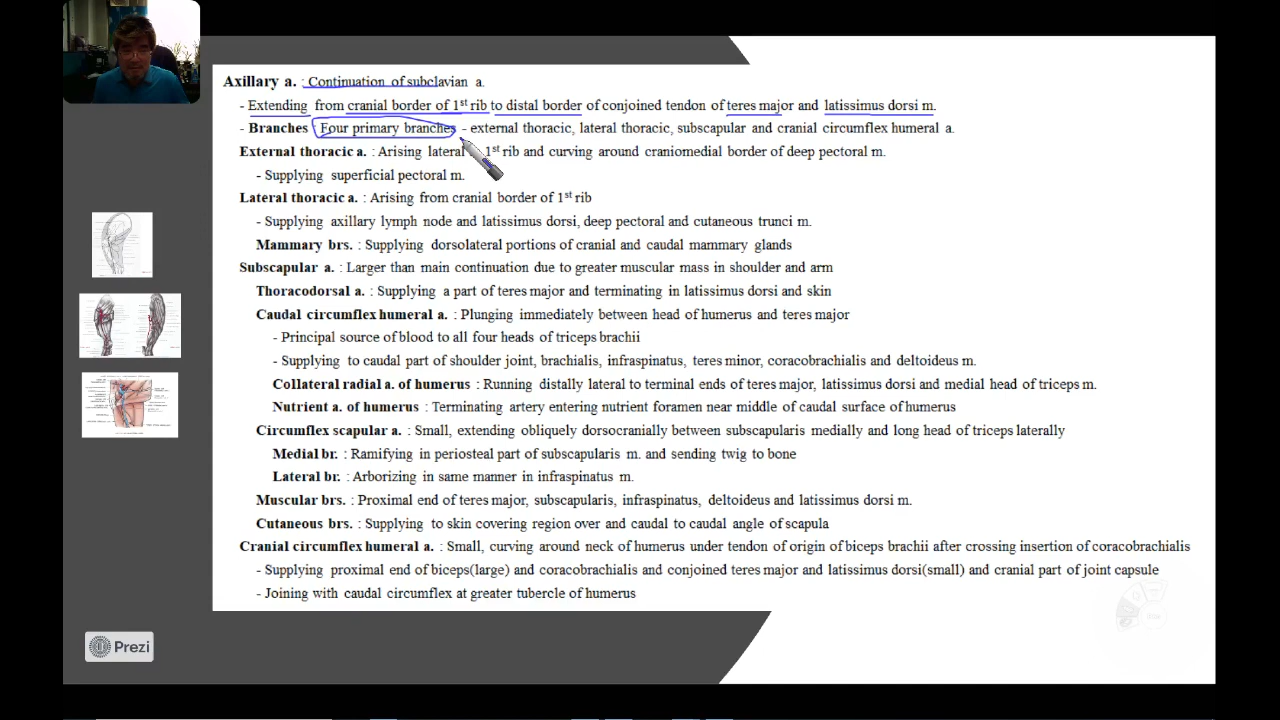 Axillary a. : Continuation of subclavian a.
- Extending from cranial border of 1st rib to distal border of conjoined tendon of teres major and latissimus dorsi m.
- Branches Four primary branches - external thoracic, lateral thoracic, subscapular and cranial circumflex humeral a.
External thoracic a. : Arising lateral 1st rib and curving around craniomedial border of deep pectoral m.
- Supplying superficial pectoral m.
Lateral thoracic a. : Arising from cranial border of 1st rib
- Supplying axillary lymph node and latissimus dorsi, deep pectoral and cutaneous trunci m.
Mammary brs. : Supplying dorsolateral portions of cranial and caudal mammary glands
Subscapular a. : Larger than main continuation due to greater muscular mass in shoulder and arm
Thoracodorsal a. : Supplying a part of teres major and terminating in latissimus dorsi and skin
Caudal circumflex humeral a. : Plunging immediately between head of humerus and teres major
- Principal source of blood to all four heads of triceps brachii
- Supplying to caudal part of shoulder joint, brachialis, infraspinatus, teres minor, coracobrachialis and deltoideus m.
Collateral radial a. of humerus : Running distally lateral to terminal ends of teres major, latissimus dorsi and medial head of triceps m.
Nutrient a. of humerus : Terminating artery entering nutrient foramen near middle of caudal surface of humerus
Circumflex scapular a. : Small, extending obliquely dorsocranially between subscapularis medially and long head of triceps laterally
Medial br. : Ramifying in periosteal part of subscapularis m. and sending twig to bone
Lateral br. : Arborizing in same manner in infraspinatus m.
Muscular brs. : Proximal end of teres major, subscapularis, infraspinatus, deltoideus and latissimus dorsi m.
Cutaneous brs. : Supplying to skin covering region over and caudal to caudal angle of scapula
Cranial circumflex humeral a. : Small, curving around neck of humerus under tendon of origin of biceps brachii after crossing insertion of coracobrachialis
- Supplying proximal end of biceps(large) and coracobrachialis and conjoined teres major and latissimus dorsi(small) and cranial part of joint capsule
- Joining with caudal circumflex at greater tubercle of humerus
Prezi